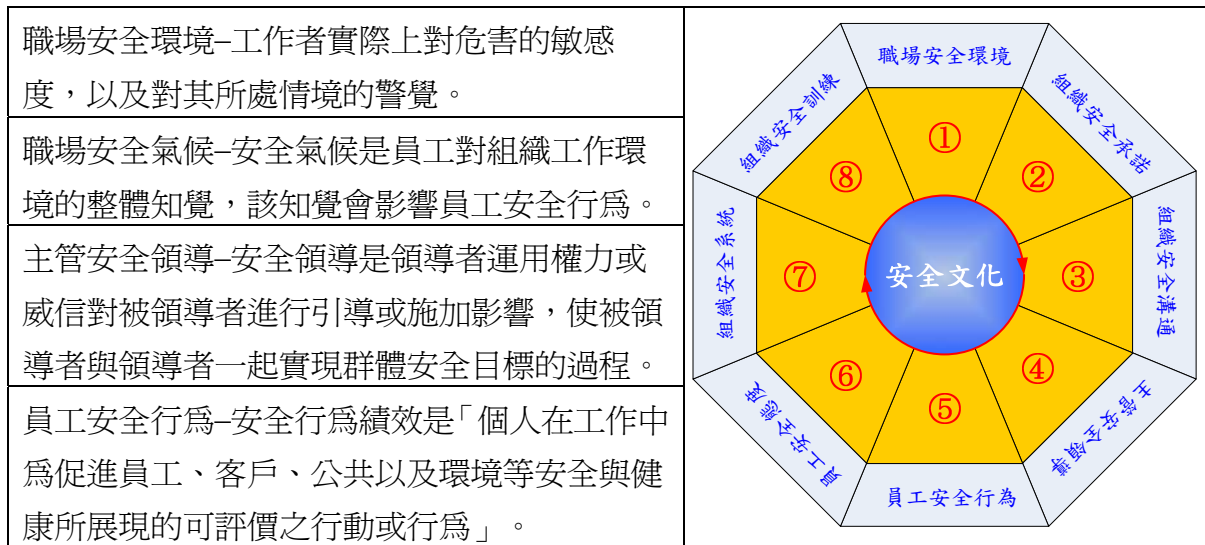 職場安全環境–工作者實際上對危害的敏感
度，以及對其所處情境的警覺。
職場安全氣候–安全氣候是員工對組織工作環
境的整體知覺，該知覺會影響員工安全行為。
主管安全領導–安全領導是領導者運用權力或
威信對被領導者進行引導或施加影響，使被領
導者與領導者一起實現群體安全目標的過程。
員工安全行為–安全行為績效是「個人在工作中
為促進員工、客戶、公共以及環境等安全與健
康所展現的可評價之行動或行為」。
職場安全環境
組織安全承諾
組織安全溝通
主管安全領導
員工安全行為
員工安全態度
組織安全系統
組織安全訓練
①
②
③
④
⑤
⑥
⑦
⑧
安全文化